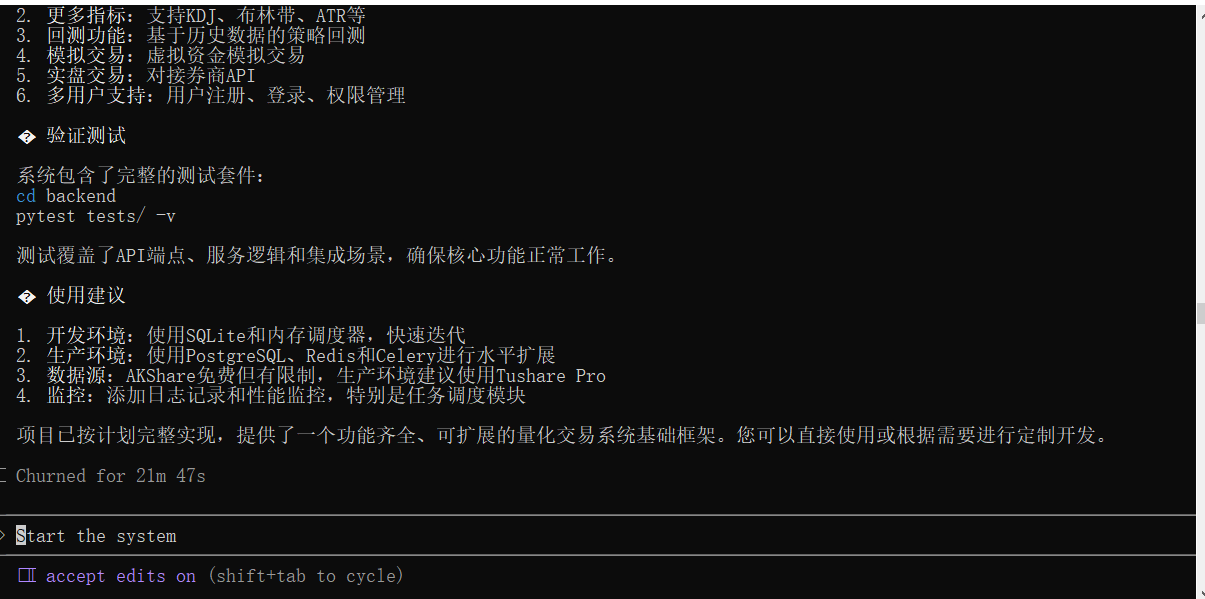 2. 更多指标：支持KDJ、布林带、ATR等
3. 回测功能：基于历史数据的策略回测
4. 模拟交易：虚拟资金模拟交易
5. 实盘交易：对接券商API
6. 多用户支持：用户注册、登录、权限管理
� 验证测试
系统包含了完整的测试套件：
cd backend
pytest tests/ -v
测试覆盖了API端点、服务逻辑和集成场景，确保核心功能正常工作。
� 使用建议
1. 开发环境：使用SQLite和内存调度器，快速迭代
2. 生产环境：使用PostgreSQL、Redis和Celery进行水平扩展
3. 数据源：AKShare免费但有限制，生产环境建议使用Tushare Pro
4. 监控：添加日志记录和性能监控，特别是任务调度模块
项目已按计划完整实现，提供了一个功能齐全、可扩展的量化交易系统基础框架。您可以直接使用或根据需要进行定制开发。
Churned for 21m 47s
> Start the system
accept edits on (shift+tab to cycle)